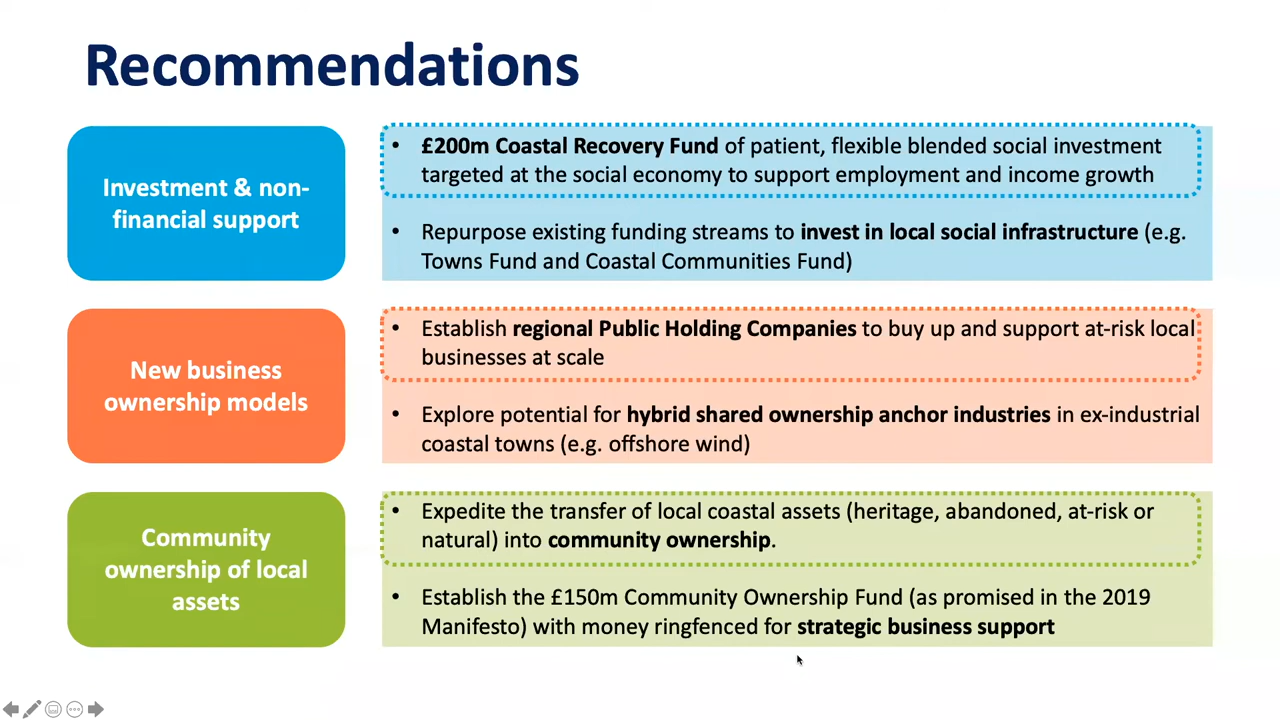 Recommendations
Investment & non-
financial support
• £200m Coastal Recovery Fund of patient, flexible blended social investment
targeted at the social economy to support employment and income growth
• Repurpose existing funding streams to invest in local social infrastructure (e.g.
Towns Fund and Coastal Communities Fund)
New business
ownership models
• Establish regional Public Holding Companies to buy up and support at-risk local
businesses at scale
• Explore potential for hybrid shared ownership anchor industries in ex-industrial
coastal towns (e.g. offshore wind)
Community
ownership of local
assets
• Expedite the transfer of local coastal assets (heritage, abandoned, at-risk or
natural) into community ownership.
• Establish the £150m Community Ownership Fund (as promised in the 2019
Manifesto) with money ringfenced for strategic business support